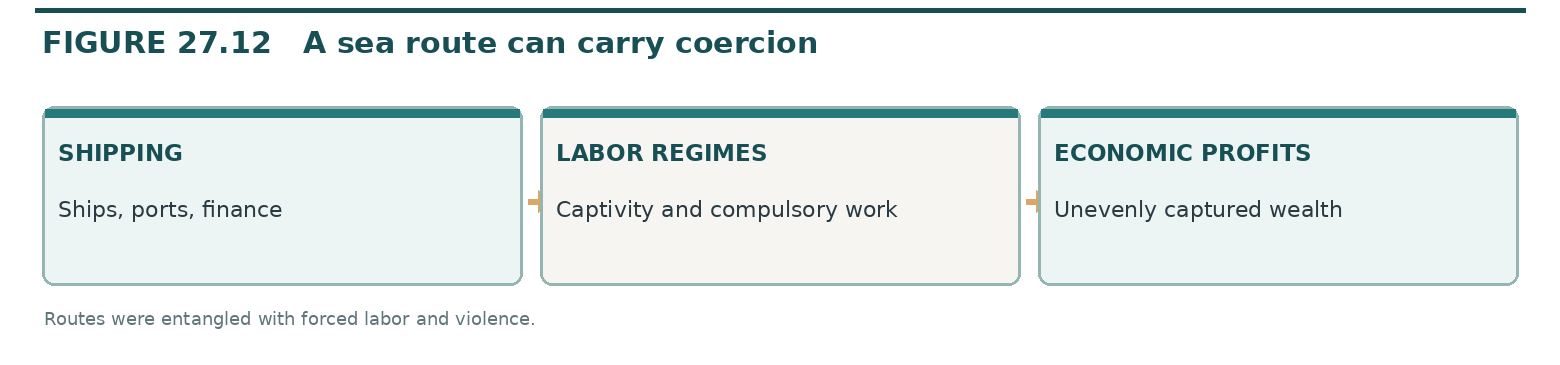 FIGURE 27.12 A sea route can carry coercion
SHIPPING
Ships, ports, finance
LABOR REGIMES
Captivity and compulsory work
ECONOMIC PROFITS
Unevenly captured wealth
Routes were entangled with forced labor and violence.